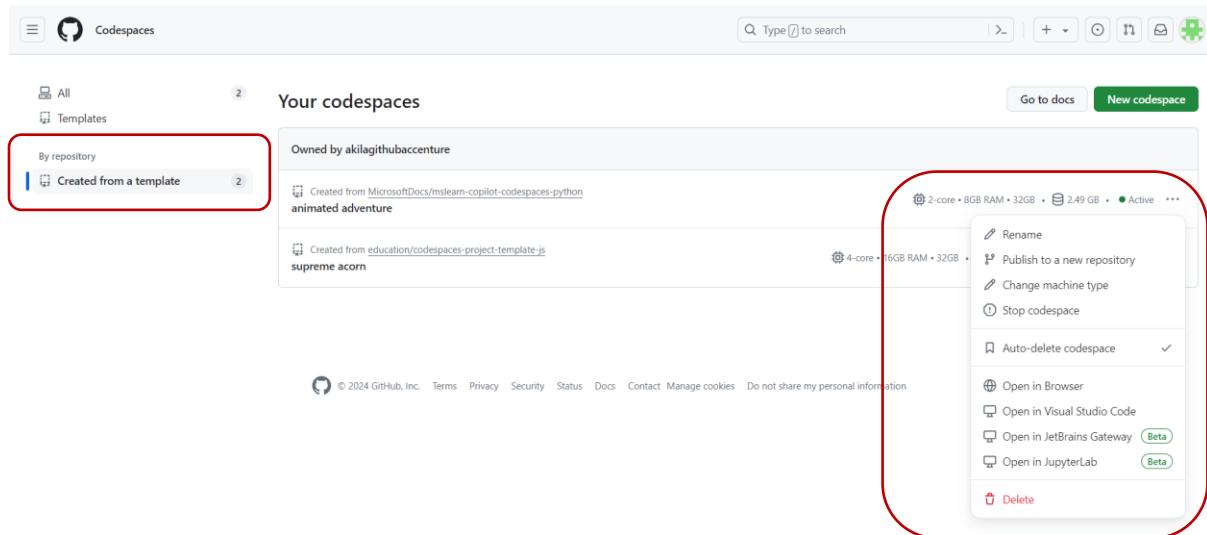 Codespaces
Type / to search
All 2
Templates
By repository
Created from a template 2
Your codespaces
Go to docs
New codespace
Owned by akilagithubaccenture
Created from MicrosoftDocs/mslearn-copilot-codespaces-python
animated adventure
2-core • 8GB RAM • 32GB • 2.49 GB • Active ···
Created from education/codespaces-project-template-js
supreme acorn
4-core • 16GB RAM • 32GB •
Rename
Publish to a new repository
Change machine type
Stop codespace
Auto-delete codespace
Open in Browser
Open in Visual Studio Code
Open in JetBrains Gateway Beta
Open in JupyterLab Beta
Delete
© 2024 GitHub, Inc. Terms Privacy Security Status Docs Contact Manage cookies Do not share my personal information